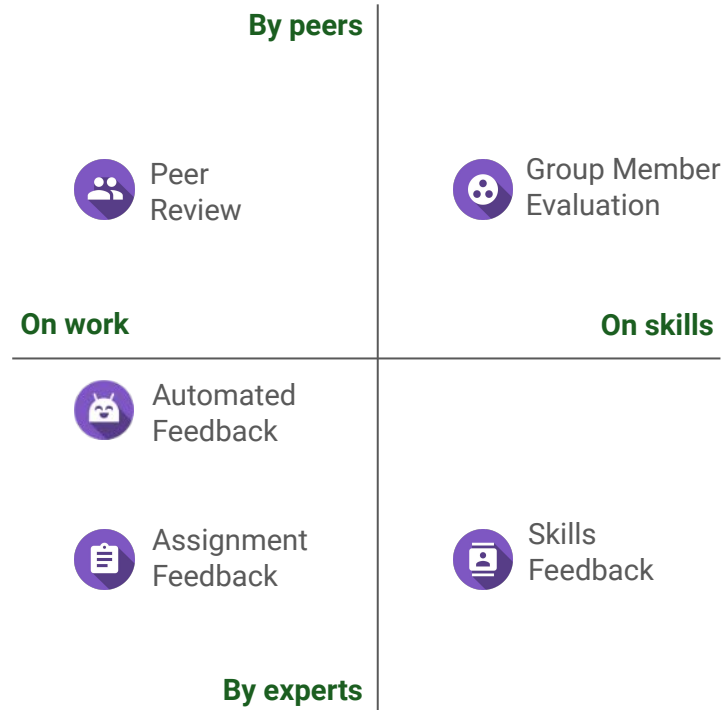 By peers
Peer
Review
Group Member
Evaluation
On work
On skills
Automated
Feedback
Assignment
Feedback
Skills
Feedback
By experts